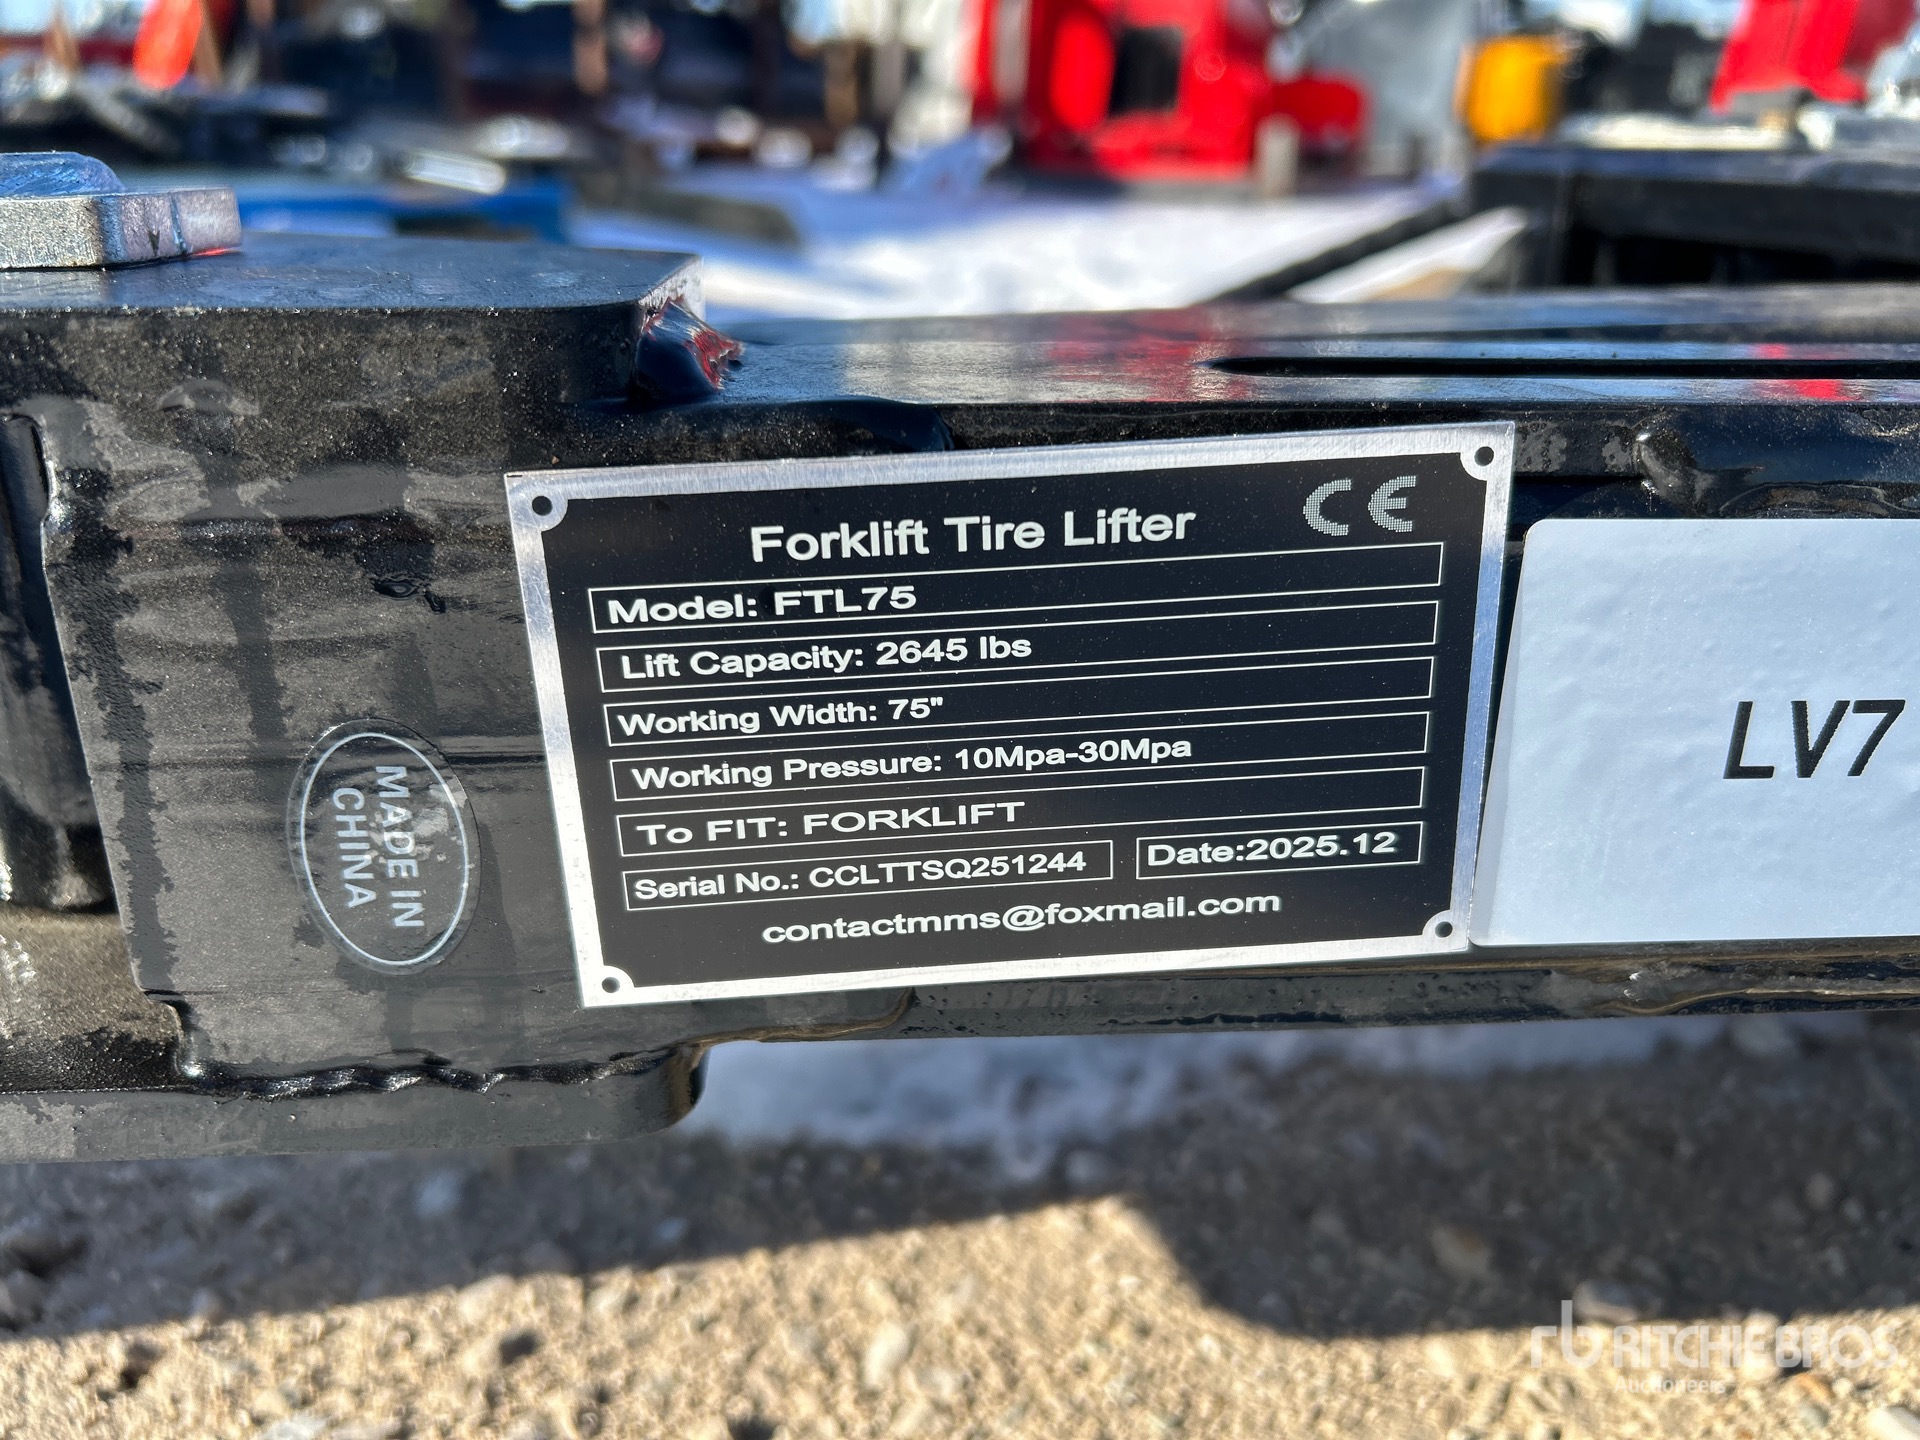 Forklift Tire Lifter
CE
Model: FTL75
Lift Capacity: 2645 lbs
Working Width: 75"
Working Pressure: 10Mpa-30Mpa
To FIT: FORKLIFT
Serial No.: CCLTTSQ251244
Date:2025.12
contactmms@foxmail.com
MADE IN
CHINA
LV7
rb RITCHIE BROS.
Auctioneers